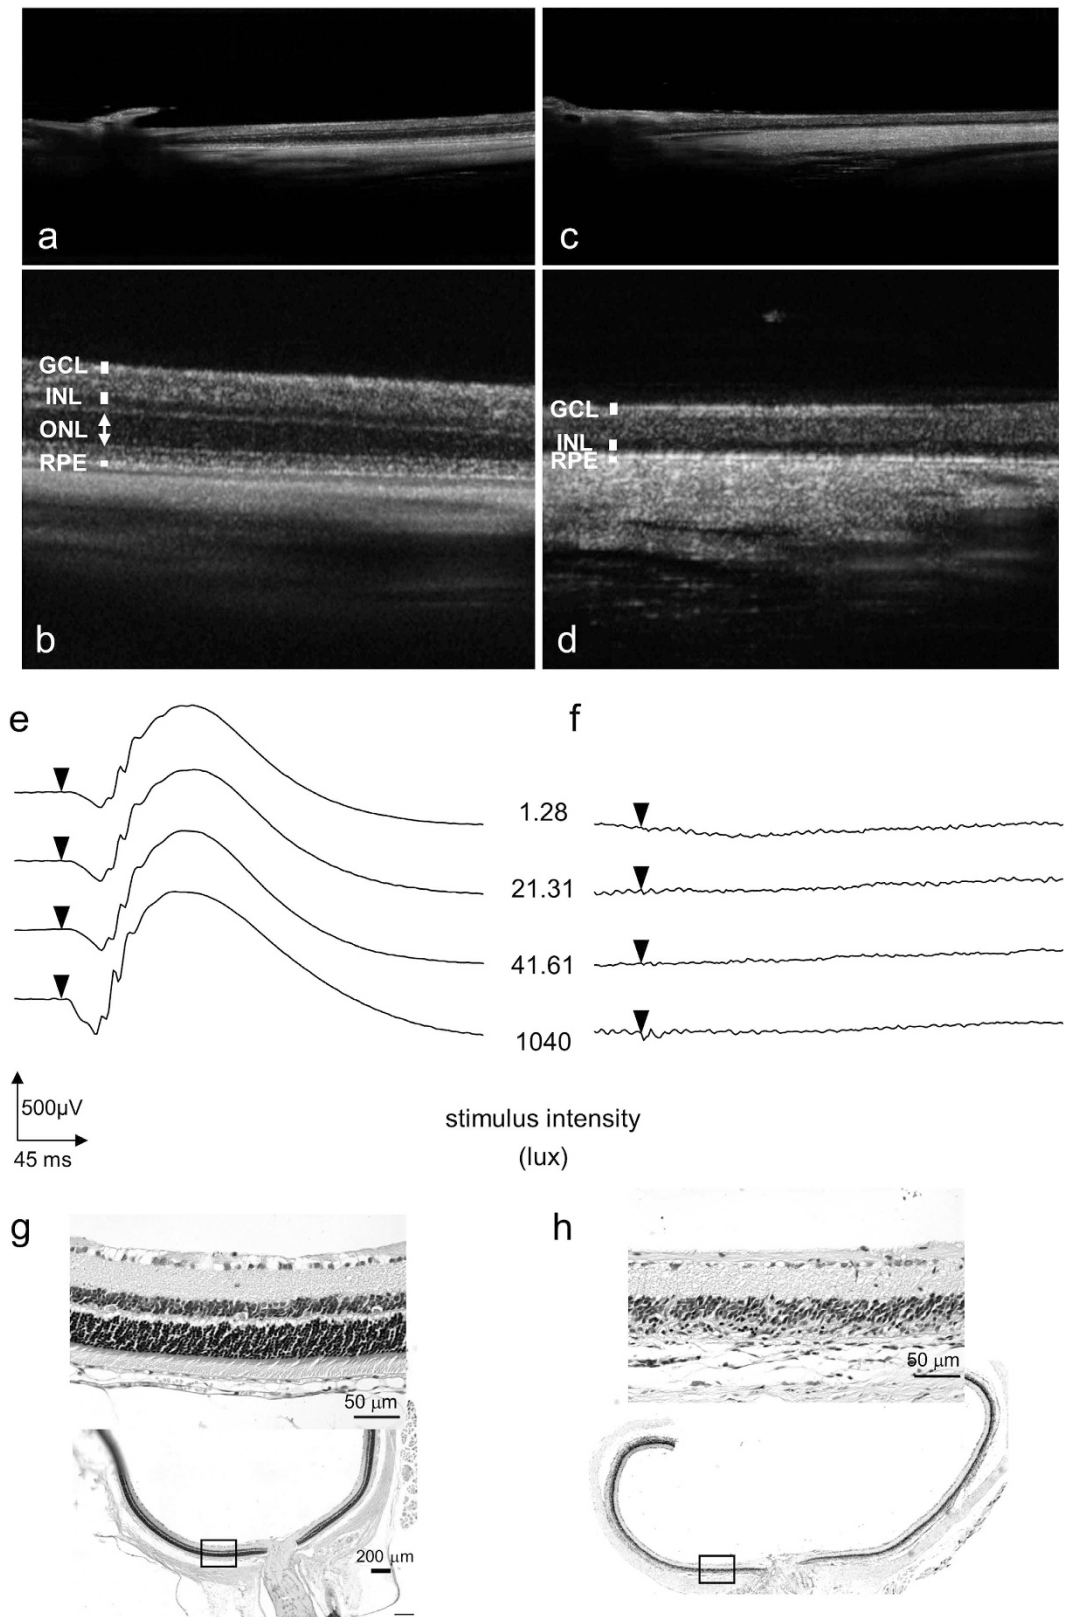 a
c
GCL
INL
ONL
RPE
b
GCL
INL
RPE
d
e
f
1.28
21.31
41.61
1040
500µV
45 ms
stimulus intensity
(lux)
g
h
50 µm
50 µm
200 µm